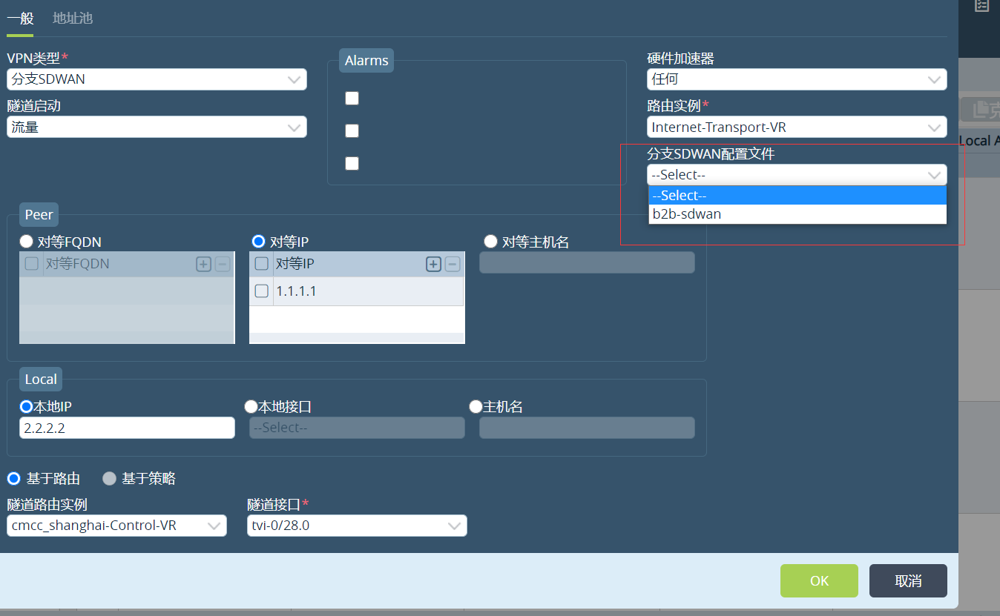 一般 地址池
VPN类型*
分支SDWAN
隧道启动
流量
Alarms
硬件加速器
任何
路由实例*
Internet-Transport-VR
分支SDWAN配置文件
--Select--
--Select--
b2b-sdwan
Local A
Peer
对等FQDN 对等IP 对等主机名
对等FQDN 对等IP
1.1.1.1
Local
本地IP 本地接口 主机名
2.2.2.2 --Select--
基于路由 基于策略
隧道路由实例 隧道接口*
cmcc_shanghai-Control-VR tvi-0/28.0
OK 取消